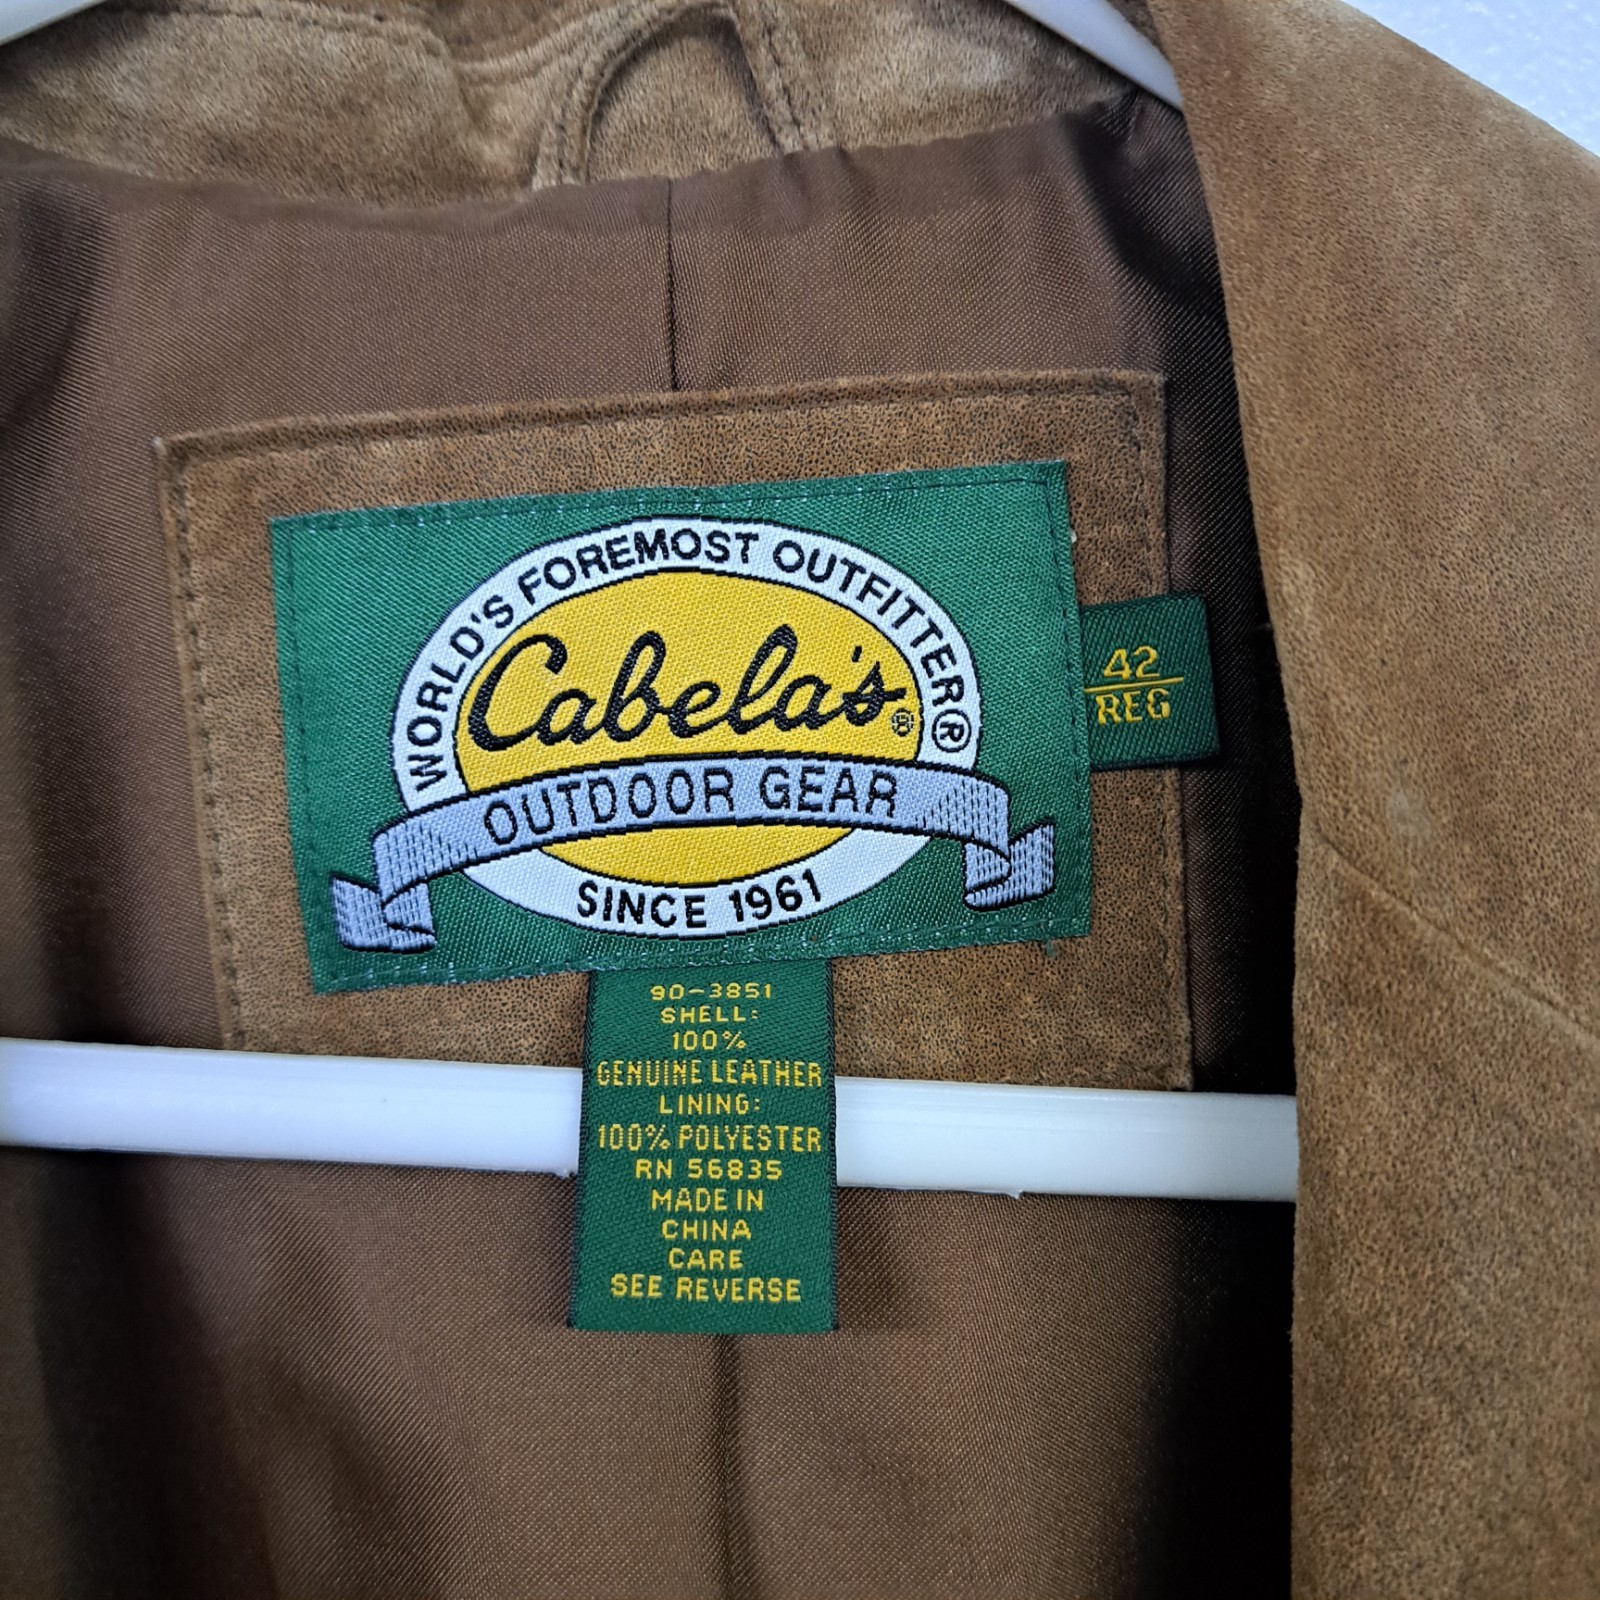 WORLD'S FOREMOST OUTFITTER®
Cabela's®
OUTDOOR GEAR
SINCE 1961
42
REG
90-3851
SHELL:
100%
GENUINE LEATHER
LINING:
100% POLYESTER
RN 56835
MADE IN
CHINA
CARE
SEE REVERSE